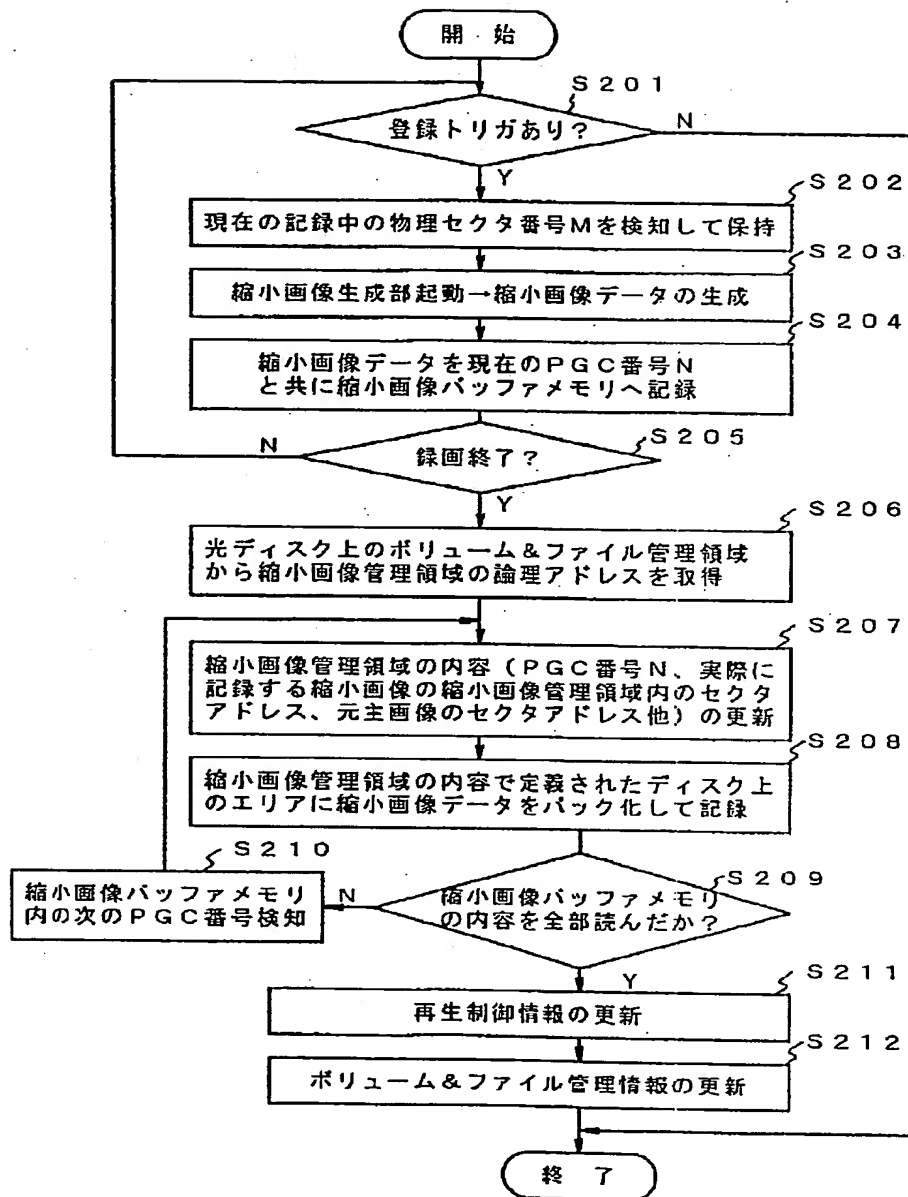 開 始
S201
登録トリガあり？
N
Y
S202
現在の記録中の物理セクタ番号Mを検知して保持
S203
縮小画像生成部起動→縮小画像データの生成
S204
縮小画像データを現在のPGC番号N
と共に縮小画像バッファメモリへ記録
S205
録画終了？
N
Y
S206
光ディスク上のボリューム＆ファイル管理領域
から縮小画像管理領域の論理アドレスを取得
S207
縮小画像管理領域の内容（PGC番号N、実際に
記録する縮小画像の縮小画像管理領域内のセクタ
アドレス、元主画像のセクタアドレス他）の更新
S208
縮小画像管理領域の内容で定義されたディスク上
のエリアに縮小画像データをパック化して記録
S210
縮小画像バッファメモリ
内の次のPGC番号検知
N
S209
縮小画像バッファメモリ
の内容を全部読んだか？
Y
S211
再生制御情報の更新
S212
ボリューム＆ファイル管理情報の更新
終 了